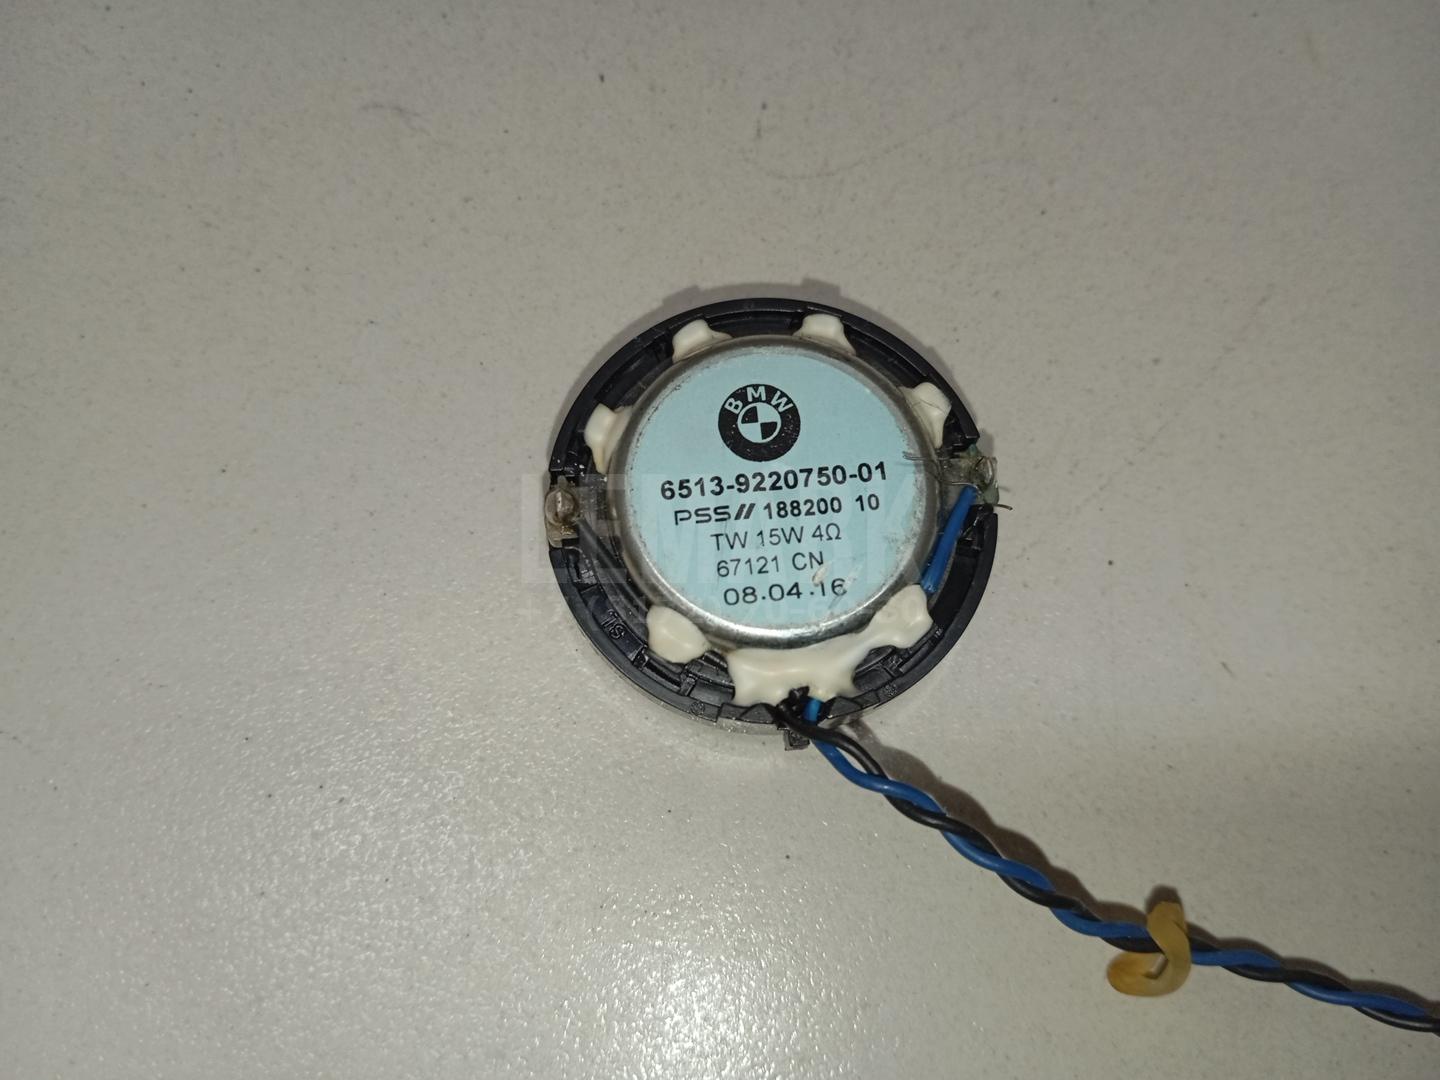 BMW
6513-9220750-01
PSS// 188200 10
TW 15W 4Ω
67121 CN
08.04.16